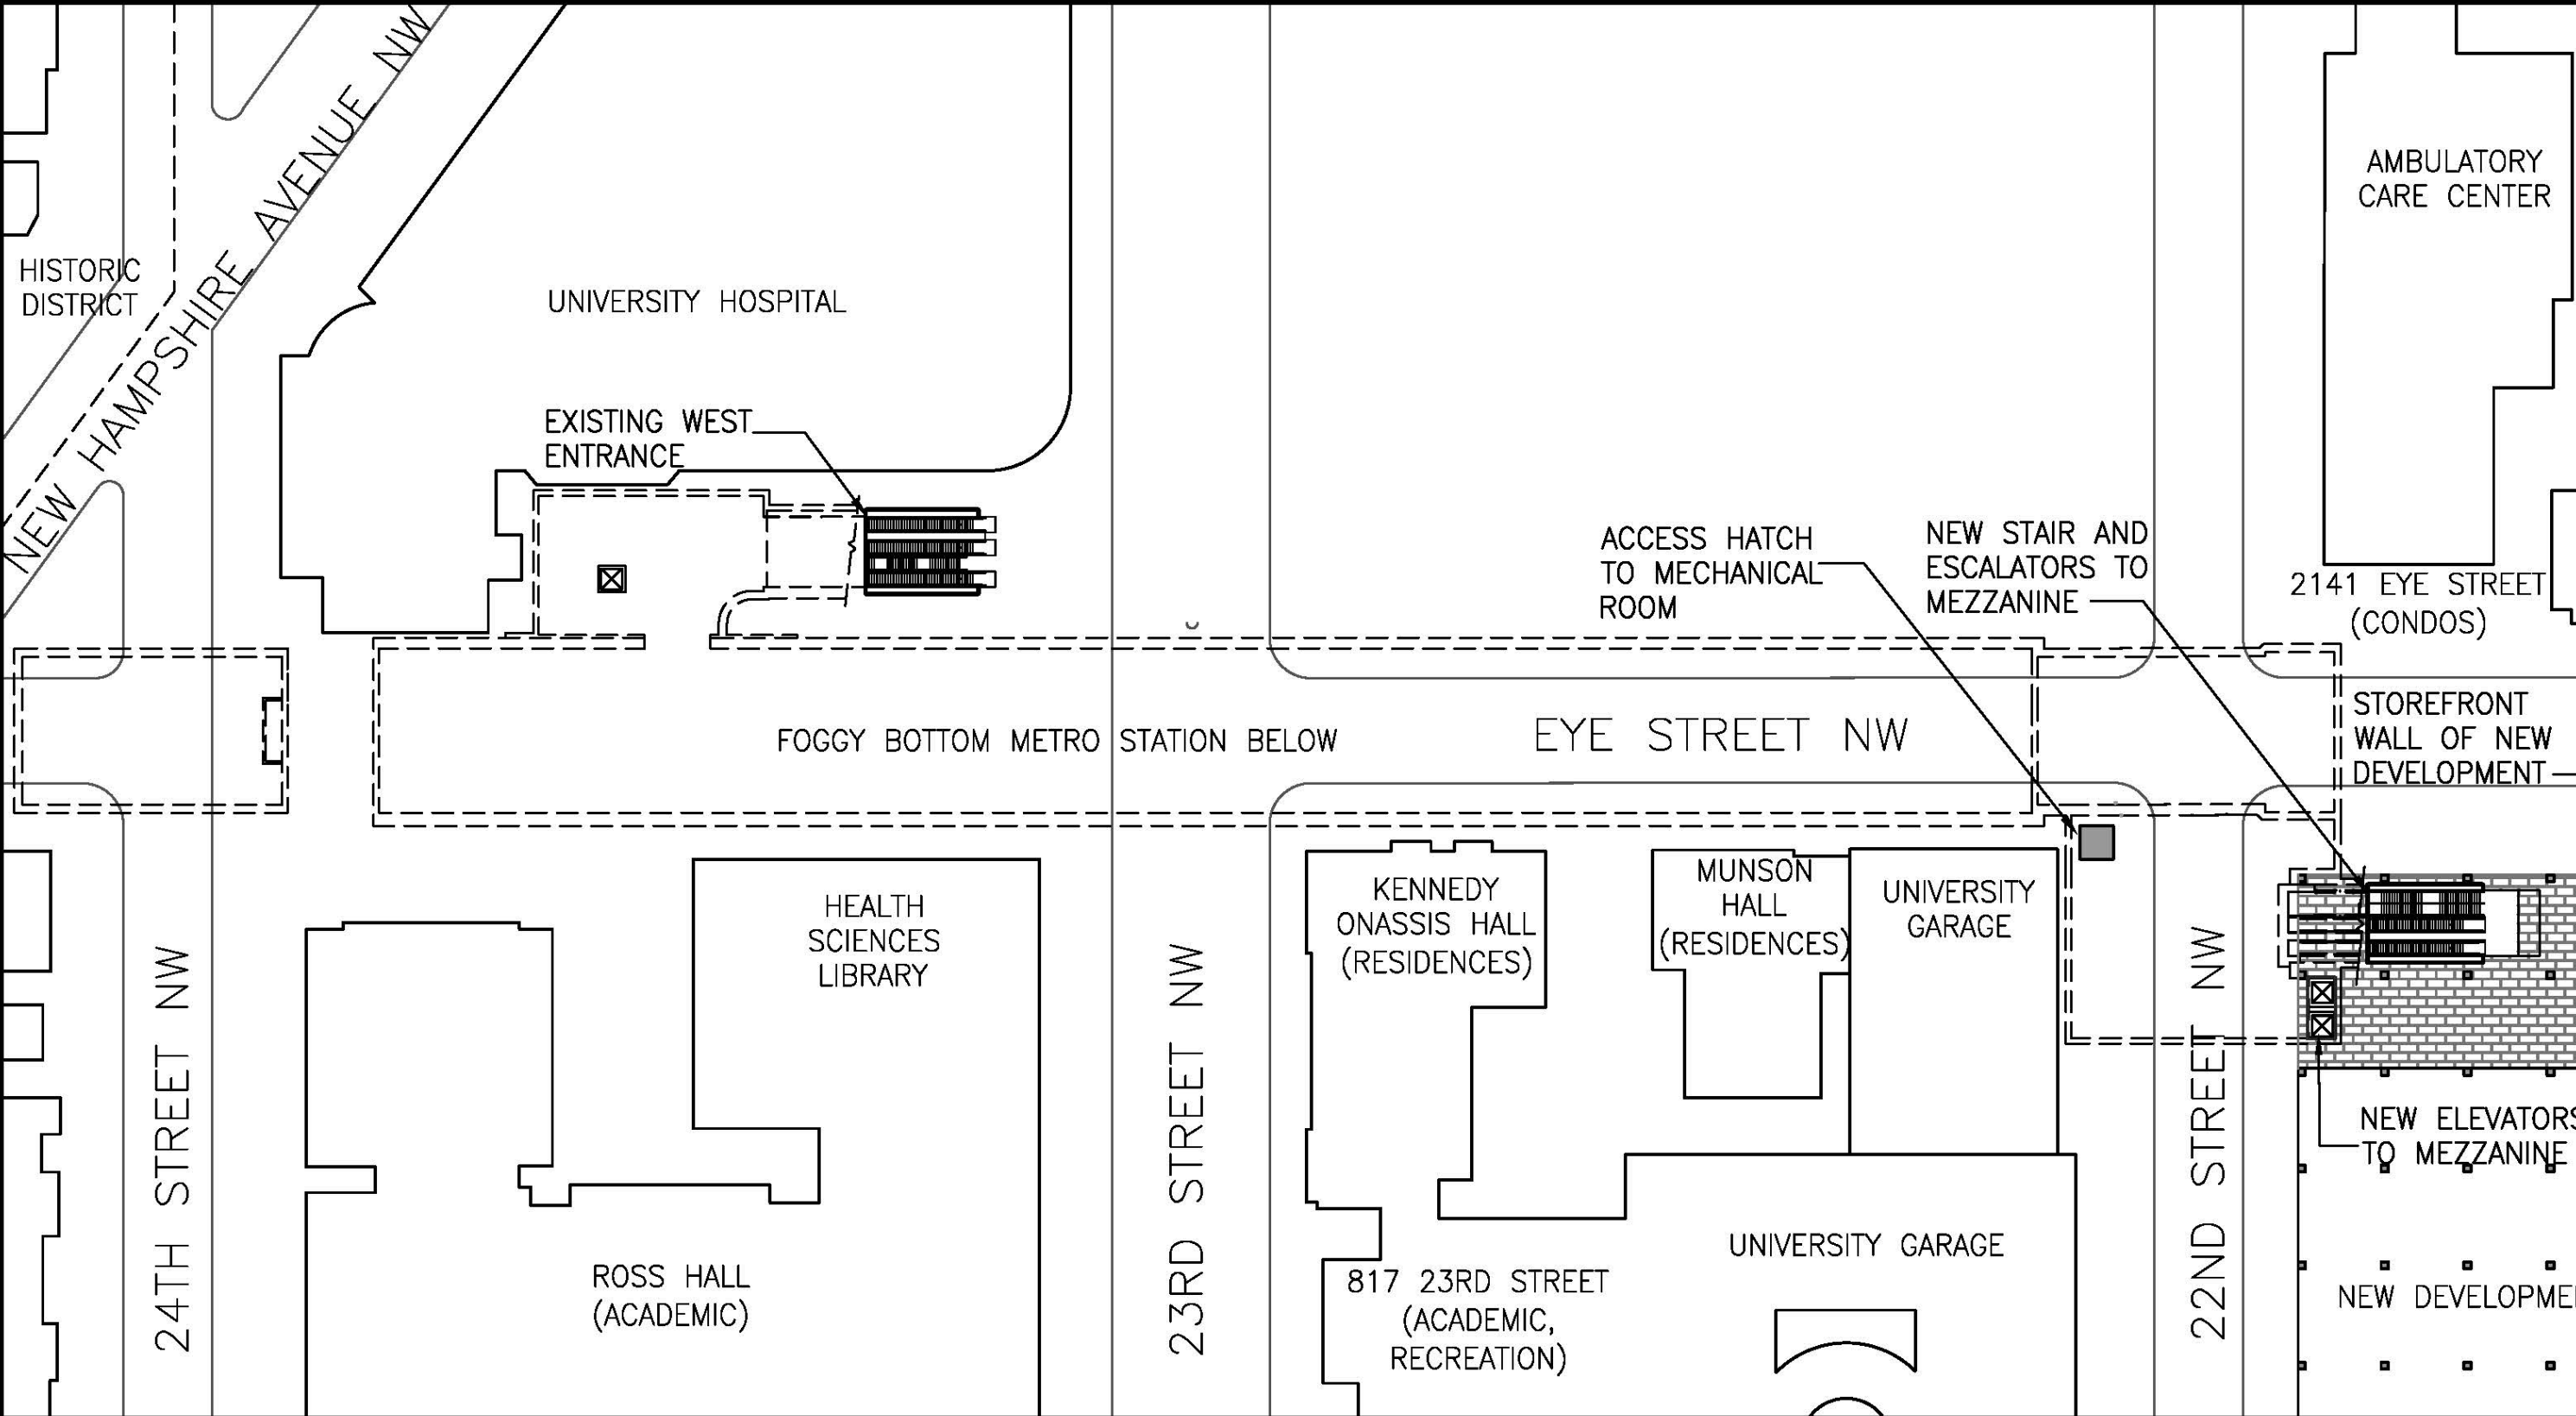 NEW HAMPSHIRE AVENUE NW
HISTORIC
DISTRICT
UNIVERSITY HOSPITAL
AMBULATORY
CARE CENTER
EXISTING WEST
ENTRANCE
ACCESS HATCH
TO MECHANICAL
ROOM
NEW STAIR AND
ESCALATORS TO
MEZZANINE
2141 EYE STREET
(CONDOS)
FOGGY BOTTOM METRO STATION BELOW
EYE STREET NW
STOREFRONT
WALL OF NEW
DEVELOPMENT
HEALTH
SCIENCES
LIBRARY
KENNEDY
ONASSIS HALL
(RESIDENCES)
MUNSON
HALL
(RESIDENCES)
UNIVERSITY
GARAGE
24TH STREET NW
23RD STREET NW
22ND STREET NW
NEW ELEVATORS
TO MEZZANINE
ROSS HALL
(ACADEMIC)
817 23RD STREET
(ACADEMIC,
RECREATION)
UNIVERSITY GARAGE
NEW DEVELOPME